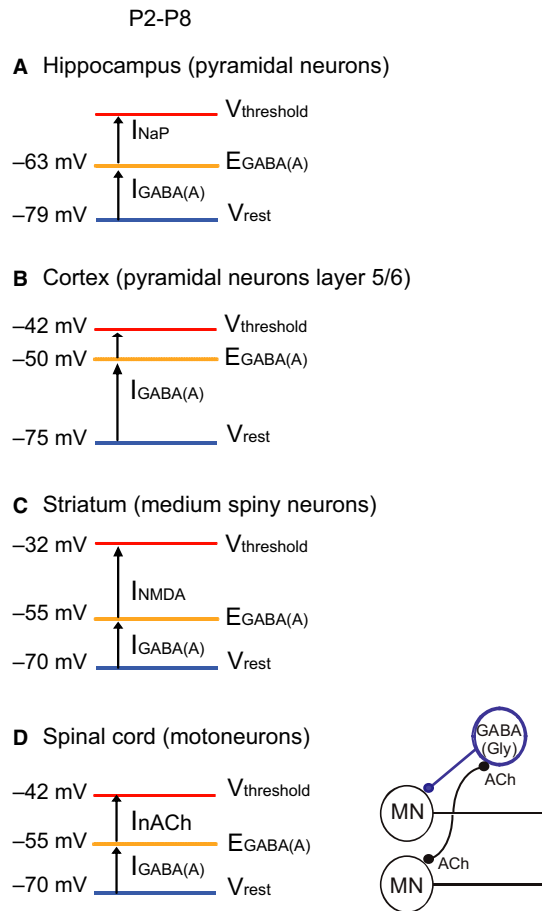 P2-P8
A Hippocampus (pyramidal neurons)
Vthreshold
INaP
–63 mV EGABA(A)
IGABA(A)
–79 mV Vrest
B Cortex (pyramidal neurons layer 5/6)
–42 mV Vthreshold
–50 mV EGABA(A)
IGABA(A)
–75 mV Vrest
C Striatum (medium spiny neurons)
–32 mV Vthreshold
INMDA
–55 mV EGABA(A)
IGABA(A)
–70 mV Vrest
D Spinal cord (motoneurons)
–42 mV Vthreshold
InACh
–55 mV EGABA(A)
IGABA(A)
–70 mV Vrest
GABA
(Gly)
ACh
MN
ACh
MN